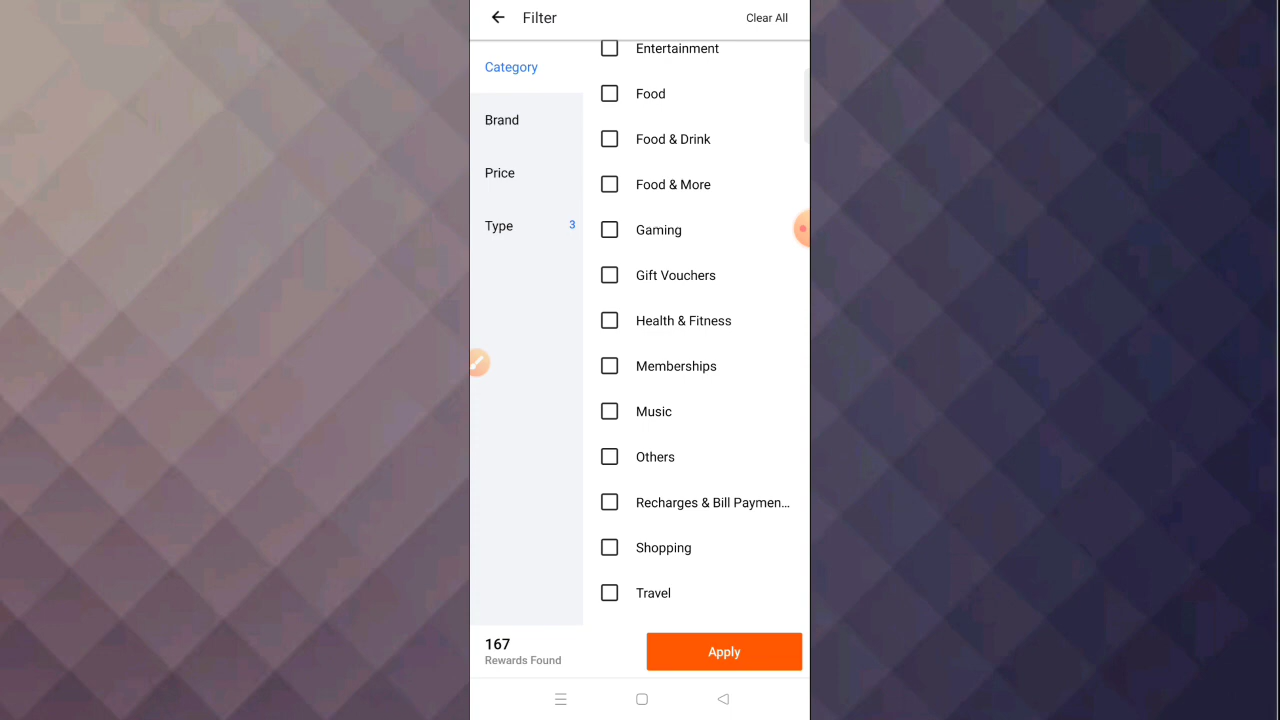 Filter
Clear All
Category
Brand
Price
Type 3
Entertainment
Food
Food & Drink
Food & More
Gaming
Gift Vouchers
Health & Fitness
Memberships
Music
Others
Recharges & Bill Paymen...
Shopping
Travel
167
Rewards Found
Apply